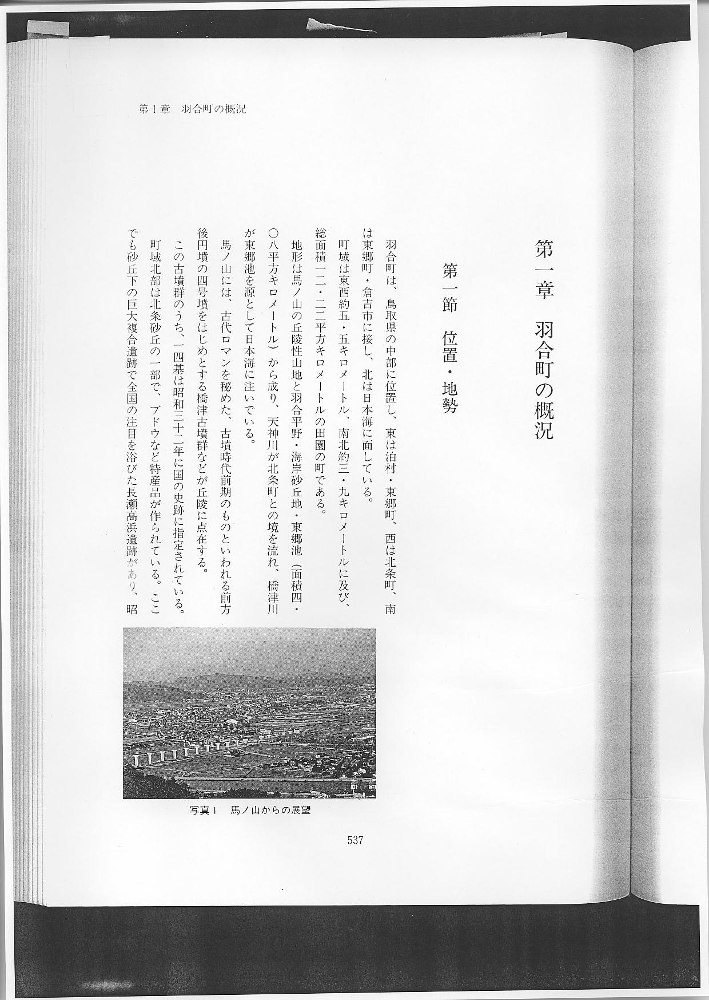 第1章　羽合町の概況
第一章　羽合町の概況
第一節　位置・地勢
羽合町は、鳥取県の中部に位置し、東は泊村・東郷町、西は北条町、南
は東郷町・倉吉市に接し、北は日本海に面している。
町域は東西約五・五キロメートル、南北約三・九キロメートルに及び、
総面積一二・二二平方キロメートルの田園の町である。
地形は馬ノ山の丘陵性山地と羽合平野・海岸砂丘地・東郷池（面積四・
〇八平方キロメートル）から成り、天神川が北条町との境を流れ、橋津川
が東郷池を源として日本海に注いでいる。
馬ノ山には、古代ロマンを秘めた、古墳時代前期のものといわれる前方
後円墳の四号墳をはじめとする橋津古墳群などが丘陵に点在する。
この古墳群のうち、一四基は昭和三十二年に国の史跡に指定されている。
町域北部は北条砂丘の一部で、ブドウなど特産品が作られている。ここ
でも砂丘下の巨大複合遺跡で全国の注目を浴びた長瀬高浜遺跡があり、昭
写真1　馬ノ山からの展望
537